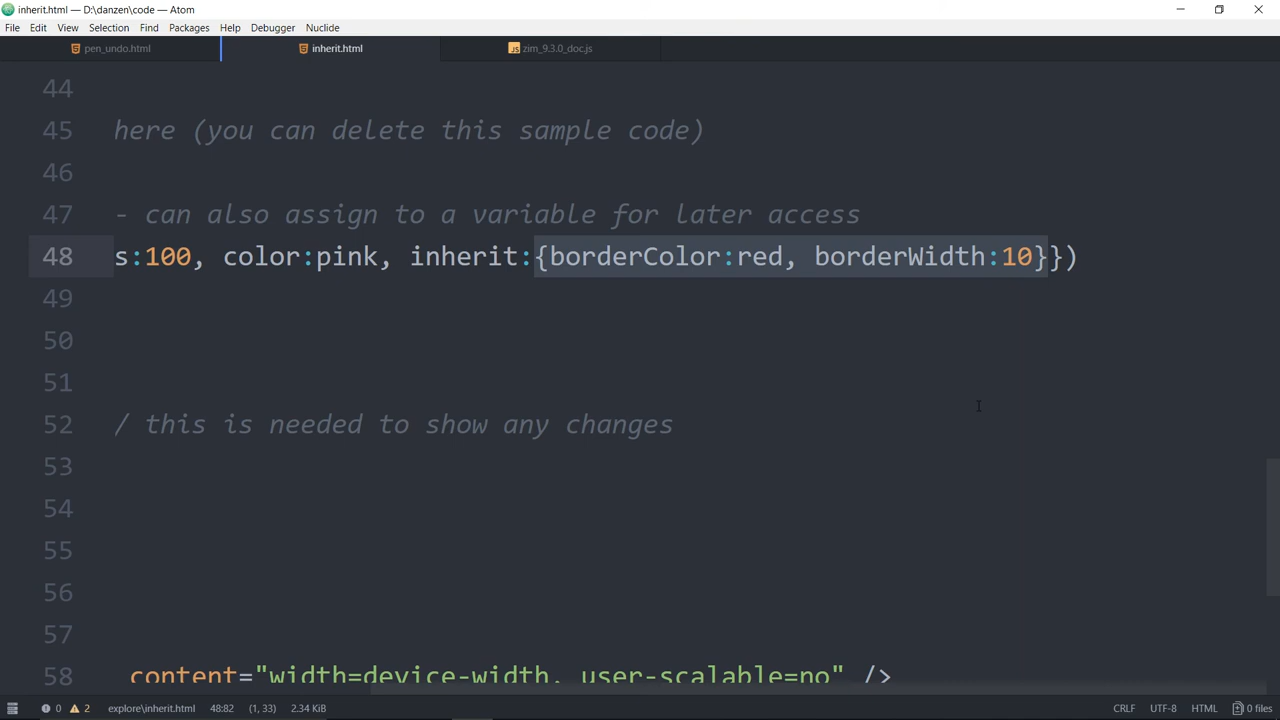 inherit.html — D:\danzen\code — Atom
File Edit View Selection Find Packages Help Debugger Nuclide
pen_undo.html inherit.html JS zim_9.3.0_doc.js
44
45 here (you can delete this sample code)
46
47 - can also assign to a variable for later access
48 s:100, color:pink, inherit:{borderColor:red, borderWidth:10}})
49
50
51
52 / this is needed to show any changes
53
54
55
56
57
58 content="width=device-width, user-scalable=no" />
0 2 explore\inherit.html 48:82 (1, 33) 2.34 KiB CRLF UTF-8 HTML 0 files